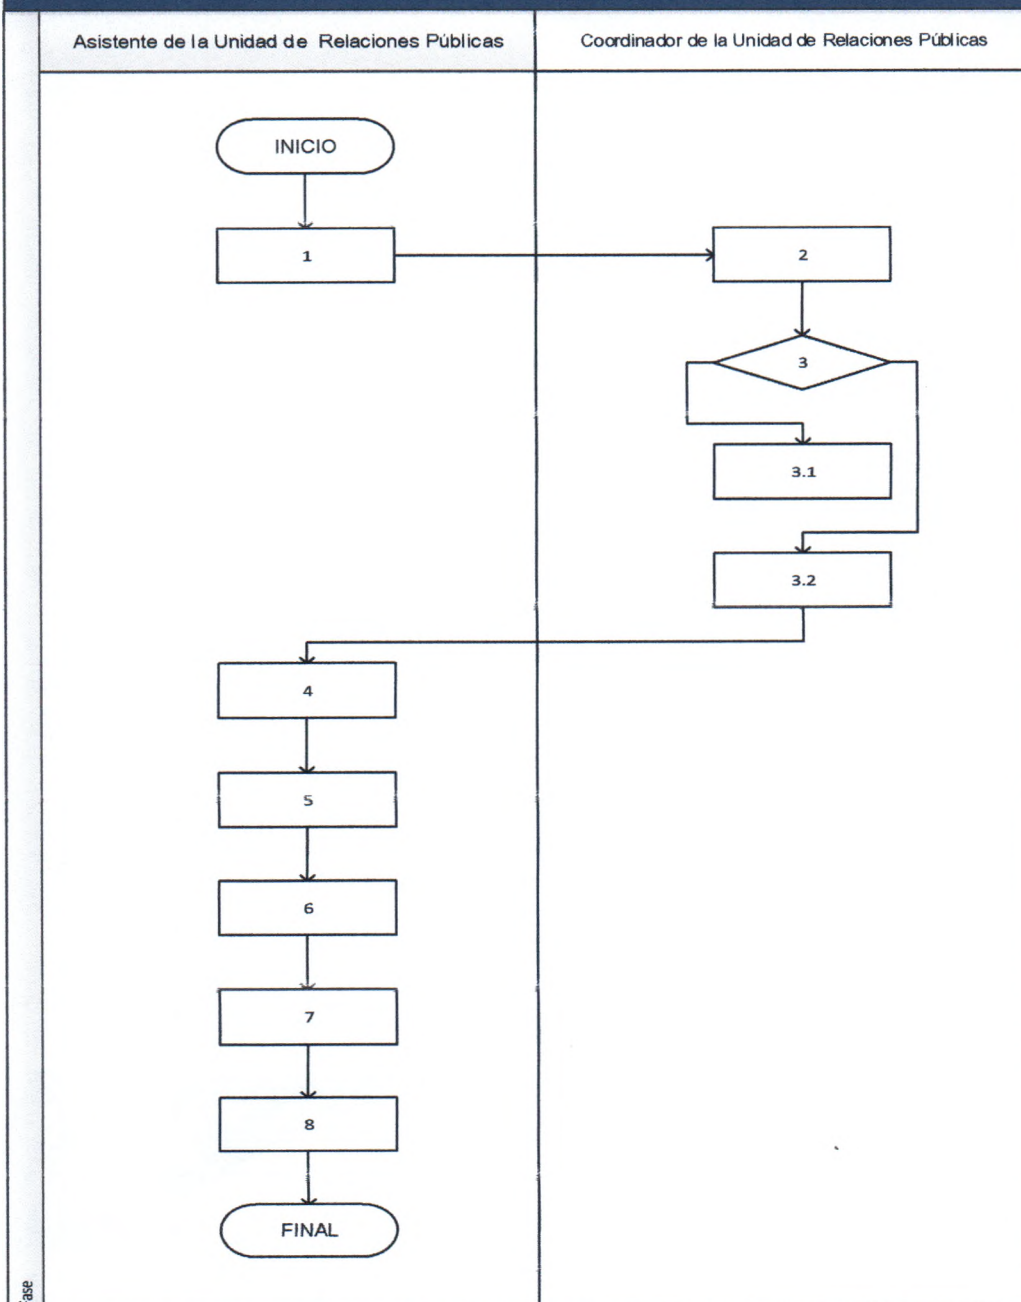 Asistente de la Unidad de Relaciones Públicas
Coordinador de la Unidad de Relaciones Públicas
INICIO
1
2
3
3.1
3.2
4
5
6
7
8
FINAL